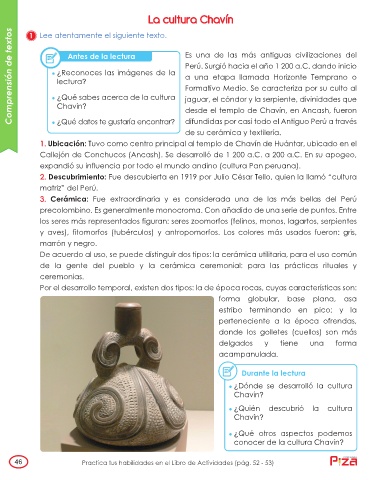 La cultura Chavín
1 Lee atentamente el siguiente texto.
Comprensión de textos
Antes de la lectura
• ¿Reconoces las imágenes de la
lectura?
• ¿Qué sabes acerca de la cultura
Chavín?
• ¿Qué datos te gustaría encontrar?
Es una de las más antiguas civilizaciones del
Perú. Surgió hacia el año 1 200 a.C. dando inicio
a una etapa llamada Horizonte Temprano o
Formativo Medio. Se caracteriza por su culto al
jaguar, el cóndor y la serpiente, divinidades que
desde el templo de Chavín, en Ancash, fueron
difundidas por casi todo el Antiguo Perú a través
de su cerámica y textilería.
1. Ubicación: Tuvo como centro principal al templo de Chavín de Huántar, ubicado en el
Callejón de Conchucos (Ancash). Se desarrolló de 1 200 a.C. a 200 a.C. En su apogeo,
expandió su influencia por todo el mundo andino (cultura Pan peruana).
2. Descubrimiento: Fue descubierta en 1919 por Julio César Tello, quien la llamó “cultura
matriz” del Perú.
3. Cerámica: Fue extraordinaria y es considerada una de las más bellas del Perú
precolombino. Es generalmente monocroma. Con añadido de una serie de puntos. Entre
los seres más representados figuran: seres zoomorfos (felinos, monos, lagartos, serpientes
y aves), fitomorfos (tubérculos) y antropomorfos. Los colores más usados fueron: gris,
marrón y negro.
De acuerdo al uso, se puede distinguir dos tipos: la cerámica utilitaria, para el uso común
de la gente del pueblo y la cerámica ceremonial; para las prácticas rituales y
ceremonias.
Por el desarrollo temporal, existen dos tipos: la de época rocas, cuyas características son:
forma globular, base plana, asa
estribo terminando en pico; y la
perteneciente a la época ofrendas,
donde los golletes (cuellos) son más
delgados y tiene una forma
acampanulada.
Durante la lectura
• ¿Dónde se desarrolló la cultura
Chavín?
• ¿Quién descubrió la cultura
Chavín?
• ¿Qué otros aspectos podemos
conocer de la cultura Chavín?
46
Practica tus habilidades en el Libro de Actividades (pág. 52 - 53)